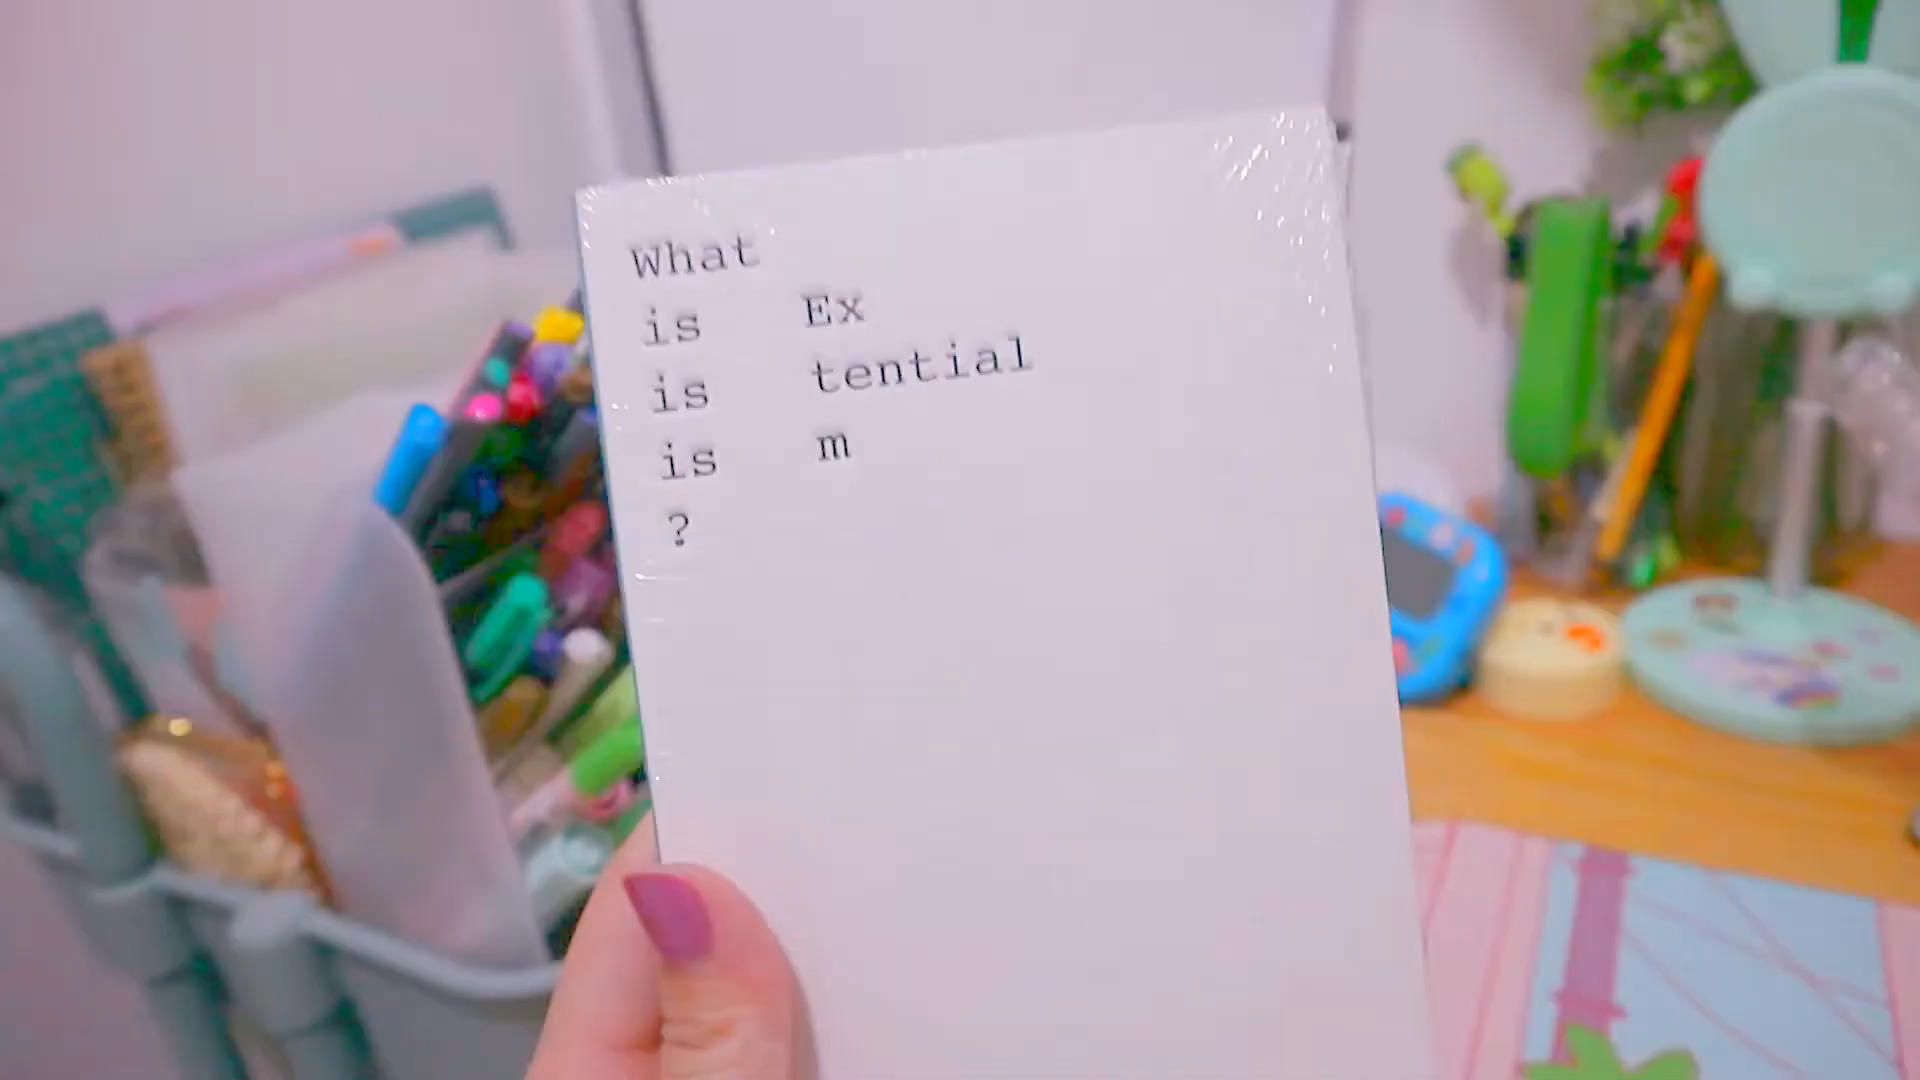 What
is Ex
is tential
is m
?